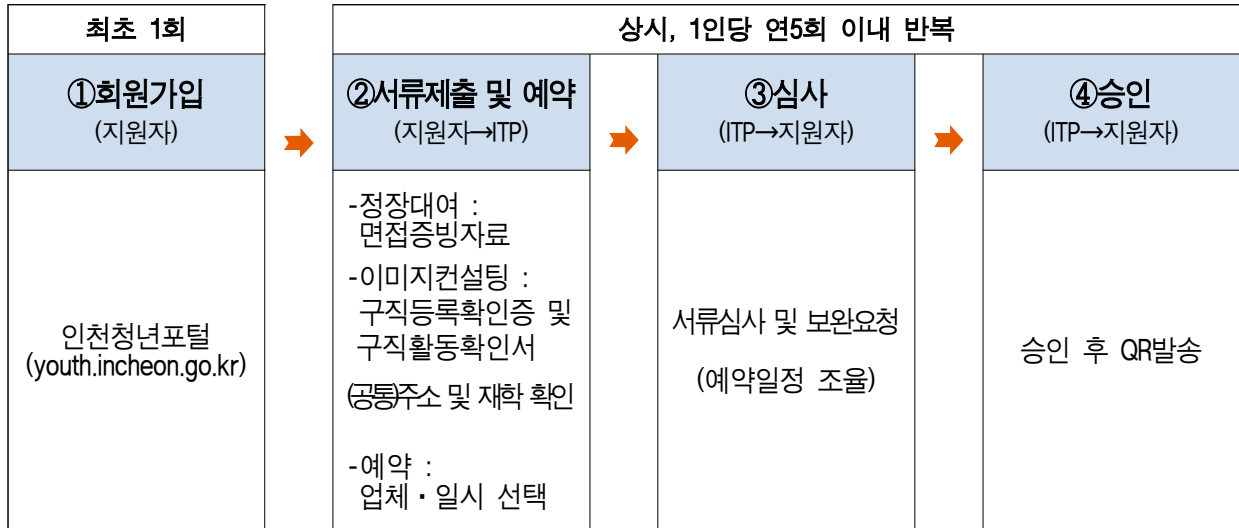 최초 1회
상시, 1인당 연5회 이내 반복
①회원가입
(지원자)
②서류제출 및 예약
(지원자→ITP)
③심사
(ITP→지원자)
④승인
(ITP→지원자)
인천청년포털
(youth.incheon.go.kr)
-정장대여 :
면접증빙자료
-이미지컨설팅 :
구직등록확인증 및
구직활동확인서
(공통)주소 및 재학 확인
-예약 :
업체・일시 선택
서류심사 및 보완요청
(예약일정 조율)
승인 후 QR발송